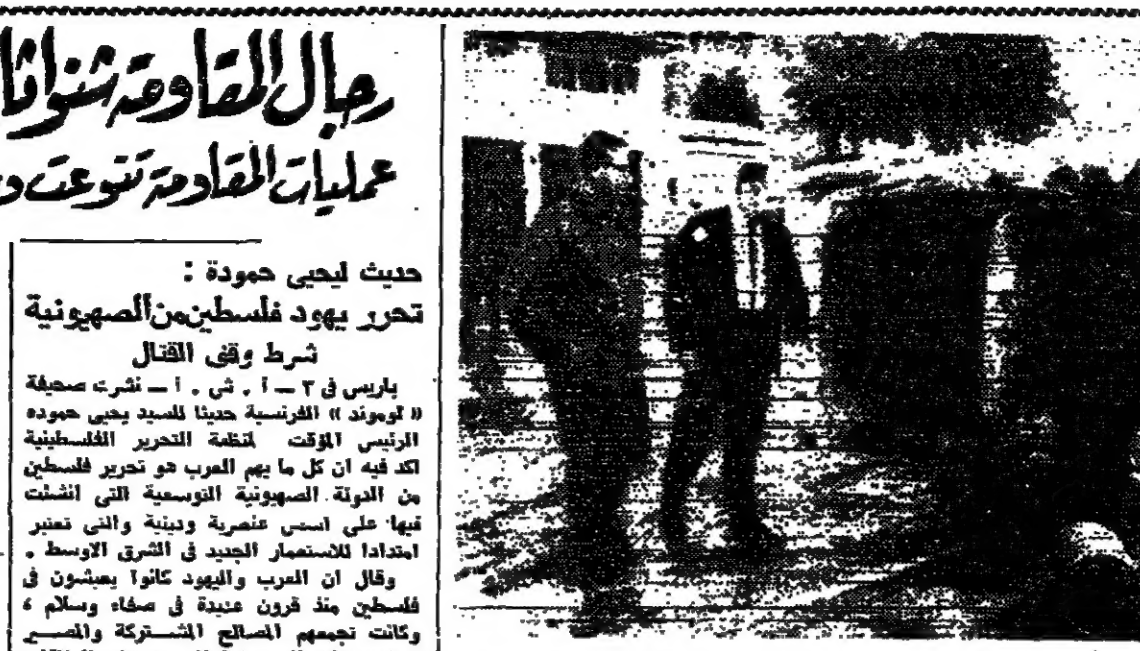 رجال المقاومة شنوا
عمليات المقاومة تنوعت
حديث ليحيى حمودة :
تحرر يهود فلسطين من الصهيونية
شرط وقف القتال
باريس فى ٣ ــ أ . ش . أ ــ نشرت صحيفة
« لوموند » الفرنسية حديثا للسيد يحيى حموده
الرئيس المؤقت لمنظمة التحرير الفلسطينية
اكد فيه ان كل ما يهم العرب هو تحرير فلسطين
من الدولة الصهيونية التوسعية التى انشئت
فيها على اسس عنصرية ودينية والتى تعتبر
امتدادا للاستعمار الجديد فى الشرق الاوسط .
وقال ان العرب واليهود كانوا يعيشون فى
فلسطين منذ قرون عديدة فى صفاء وسلام ة
وكانت تجمعهم المصالح المشتركة والمصير